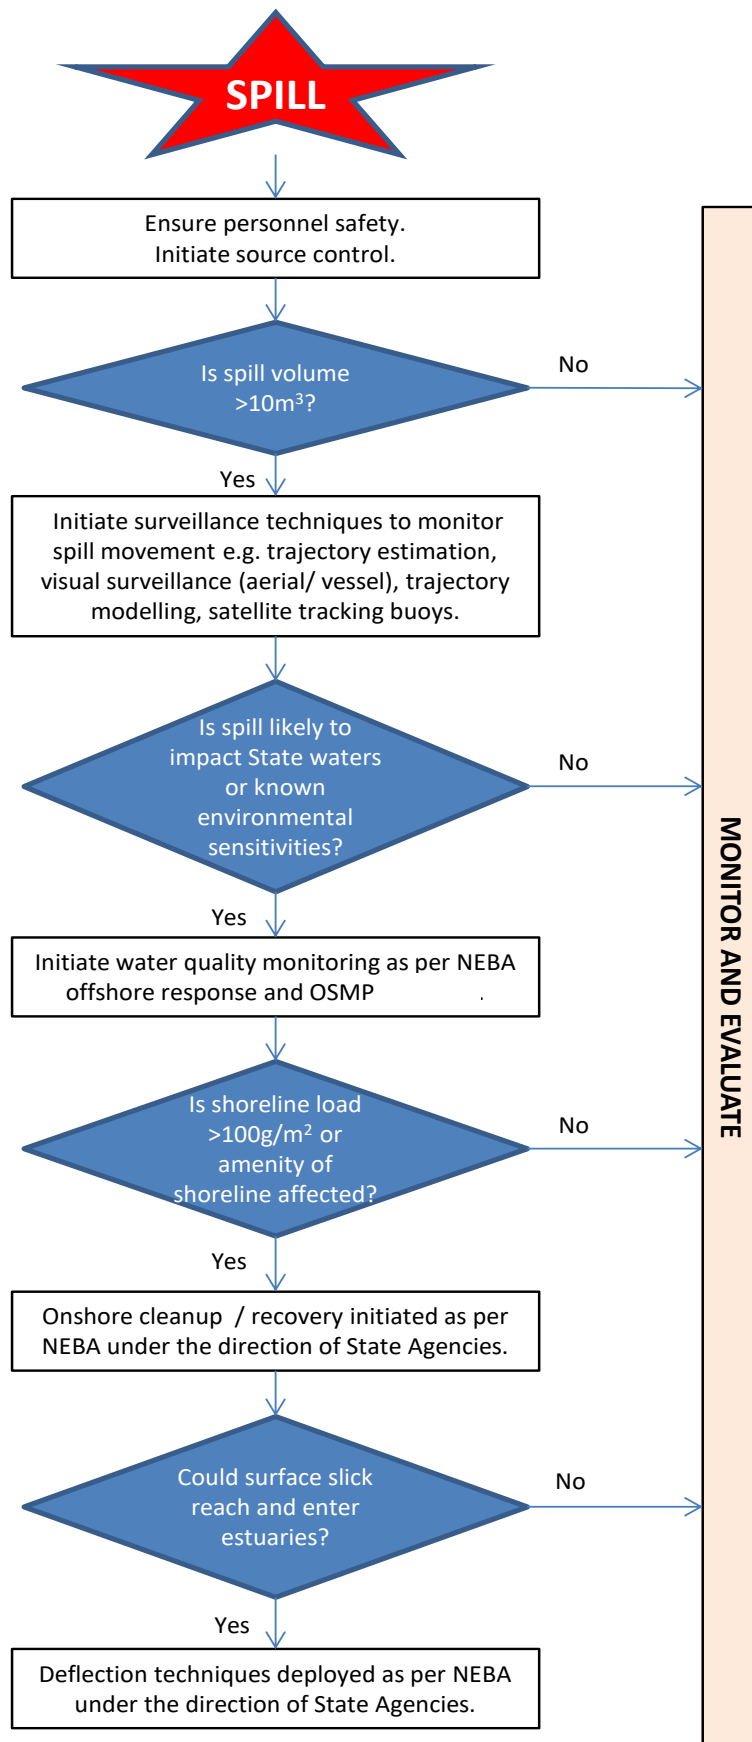 SPILL
Ensure personnel safety.
Initiate source control.
Is spill volume
>10m³?
No
Yes
Initiate surveillance techniques to monitor
spill movement e.g. trajectory estimation,
visual surveillance (aerial/ vessel), trajectory
modelling, satellite tracking buoys.
Is spill likely to
impact State waters
or known
environmental
sensitivities?
No
Yes
Initiate water quality monitoring as per NEBA
offshore response and OSMP .
Is shoreline load
>100g/m² or
amenity of
shoreline affected?
No
Yes
Onshore cleanup / recovery initiated as per
NEBA under the direction of State Agencies.
Could surface slick
reach and enter
estuaries?
No
Yes
Deflection techniques deployed as per NEBA
under the direction of State Agencies.
MONITOR AND EVALUATE